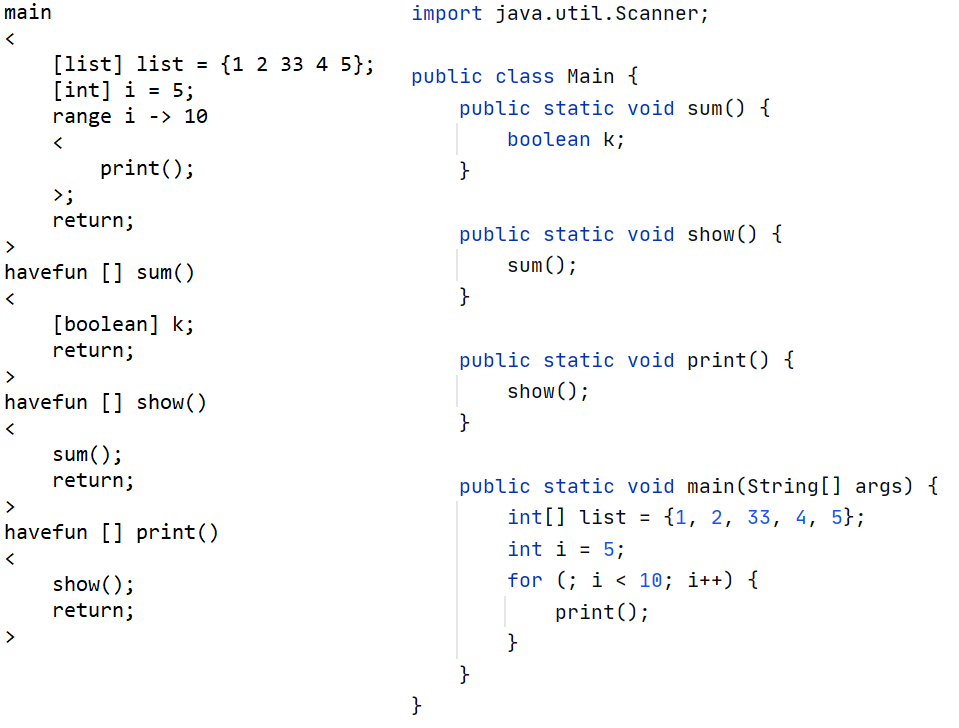 main
<
    [list] list = {1 2 33 4 5};
    [int] i = 5;
    range i -> 10
    <
        print();
    >;
    return;
>
havefun [] sum()
<
    [boolean] k;
    return;
>
havefun [] show()
<
    sum();
    return;
>
havefun [] print()
<
    show();
    return;
>
import java.util.Scanner;

public class Main {
    public static void sum() {
        boolean k;
    }

    public static void show() {
        sum();
    }

    public static void print() {
        show();
    }

    public static void main(String[] args) {
        int[] list = {1, 2, 33, 4, 5};
        int i = 5;
        for (; i < 10; i++) {
            print();
        }
    }
}